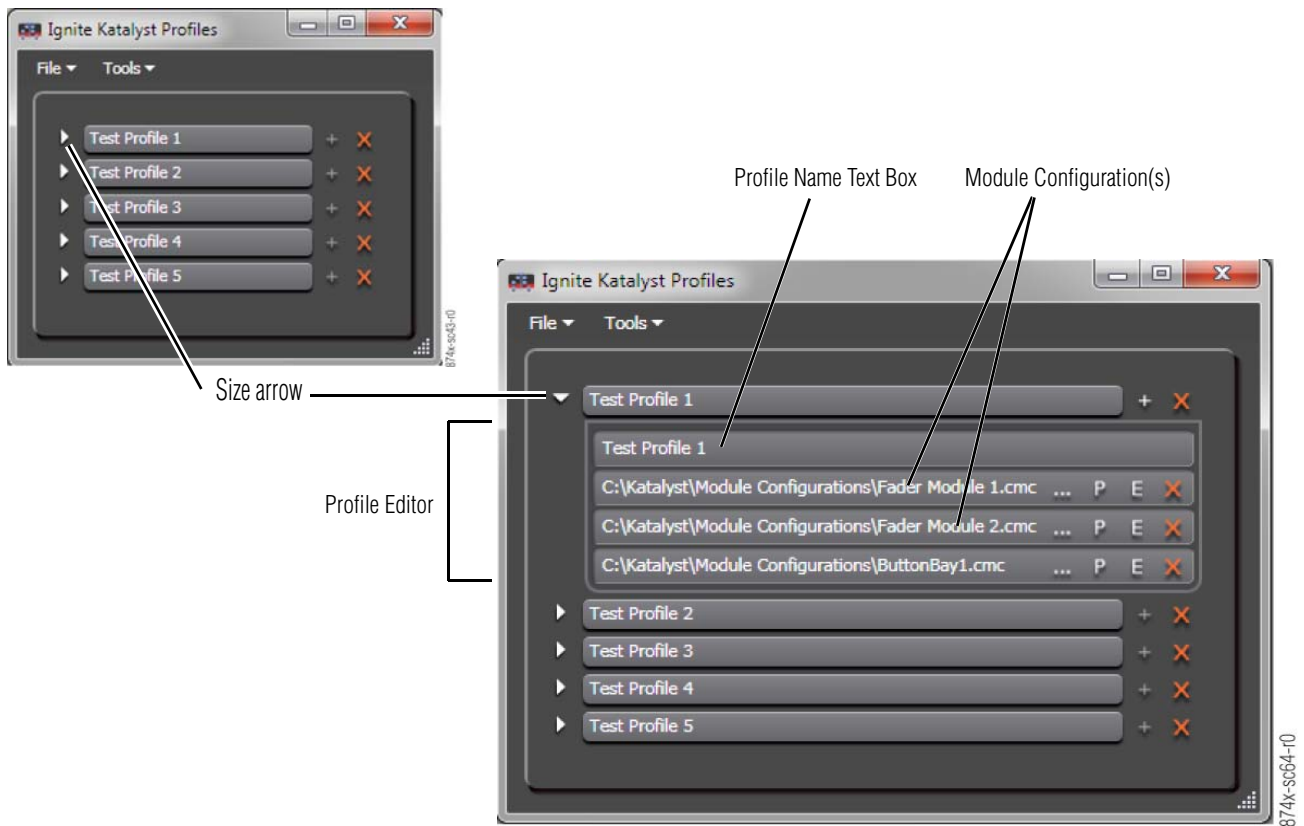 Ignite Katalyst Profiles
X
File Tools
Test Profile 1 + X
Test Profile 2 + X
Test Profile 3 + X
Test Profile 4 + X
Test Profile 5 + X
874x-sc43-r0
Size arrow
Profile Name Text Box
Module Configuration(s)
Profile Editor
Ignite Katalyst Profiles
X
File Tools
Test Profile 1 + X
Test Profile 1
C:\Katalyst\Module Configurations\Fader Module 1.cmc ... P E X
C:\Katalyst\Module Configurations\Fader Module 2.cmc ... P E X
C:\Katalyst\Module Configurations\ButtonBay1.cmc ... P E X
Test Profile 2 + X
Test Profile 3 + X
Test Profile 4 + X
Test Profile 5 + X
874x-sc64-r0